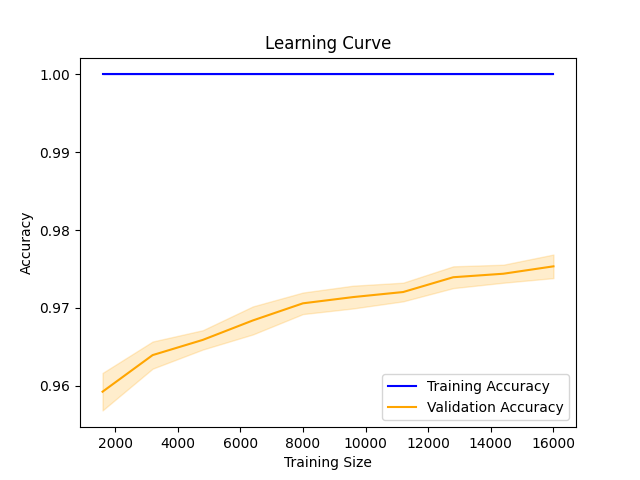 Learning Curve
1.00
0.99
0.98
0.97
0.96
Accuracy
Training Accuracy
Validation Accuracy
2000 4000 6000 8000 10000 12000 14000 16000
Training Size